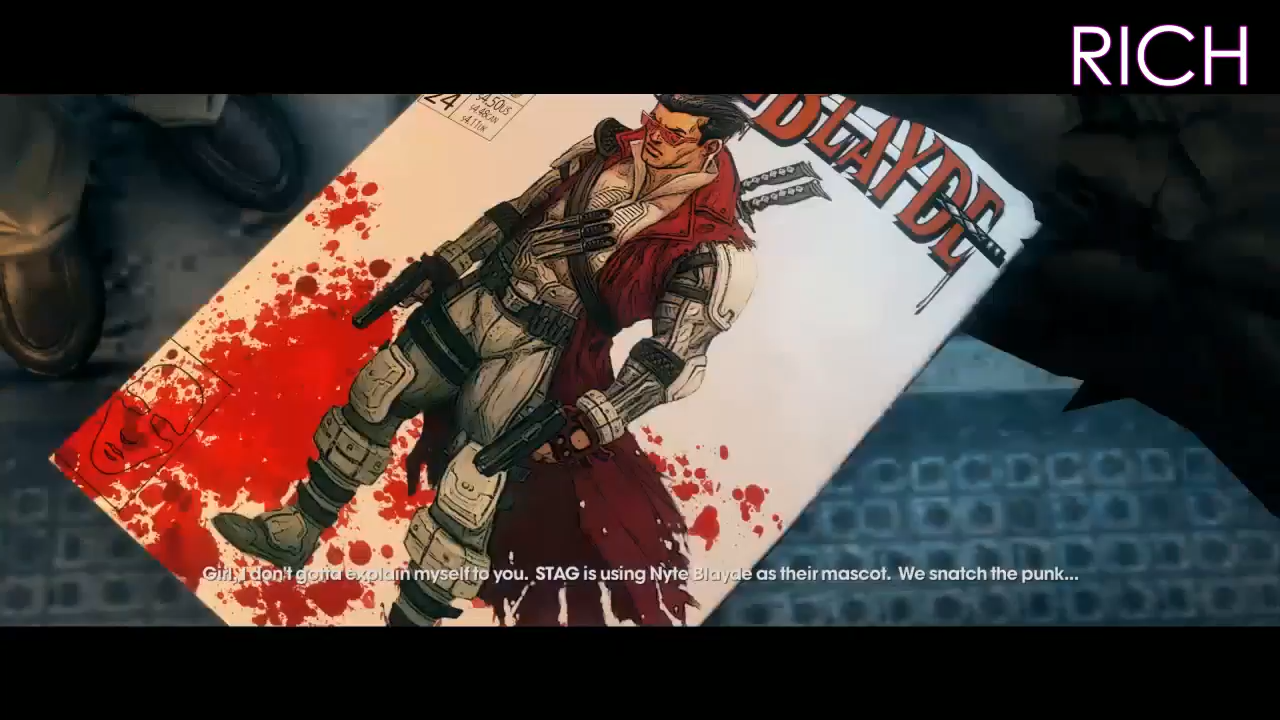 RICH
24
$4.50US
$4.48CAN
$4.11UK
BLAYDE
Girl, I don't gotta explain myself to you. STAG is using Nyte Blayde as their mascot. We snatch the punk...